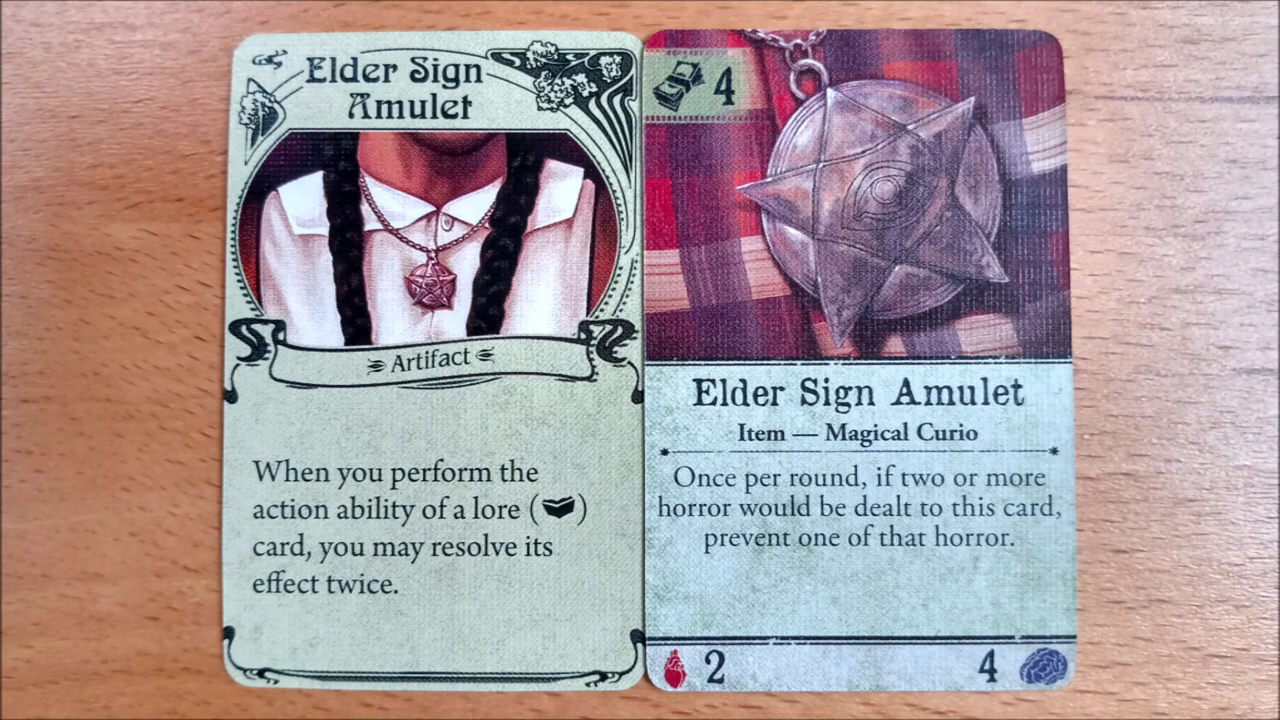 Elder Sign
Amulet
Artifact
When you perform the
action ability of a lore ( )
card, you may resolve its
effect twice.
4
Elder Sign Amulet
Item — Magical Curio
Once per round, if two or more
horror would be dealt to this card,
prevent one of that horror.
2 4